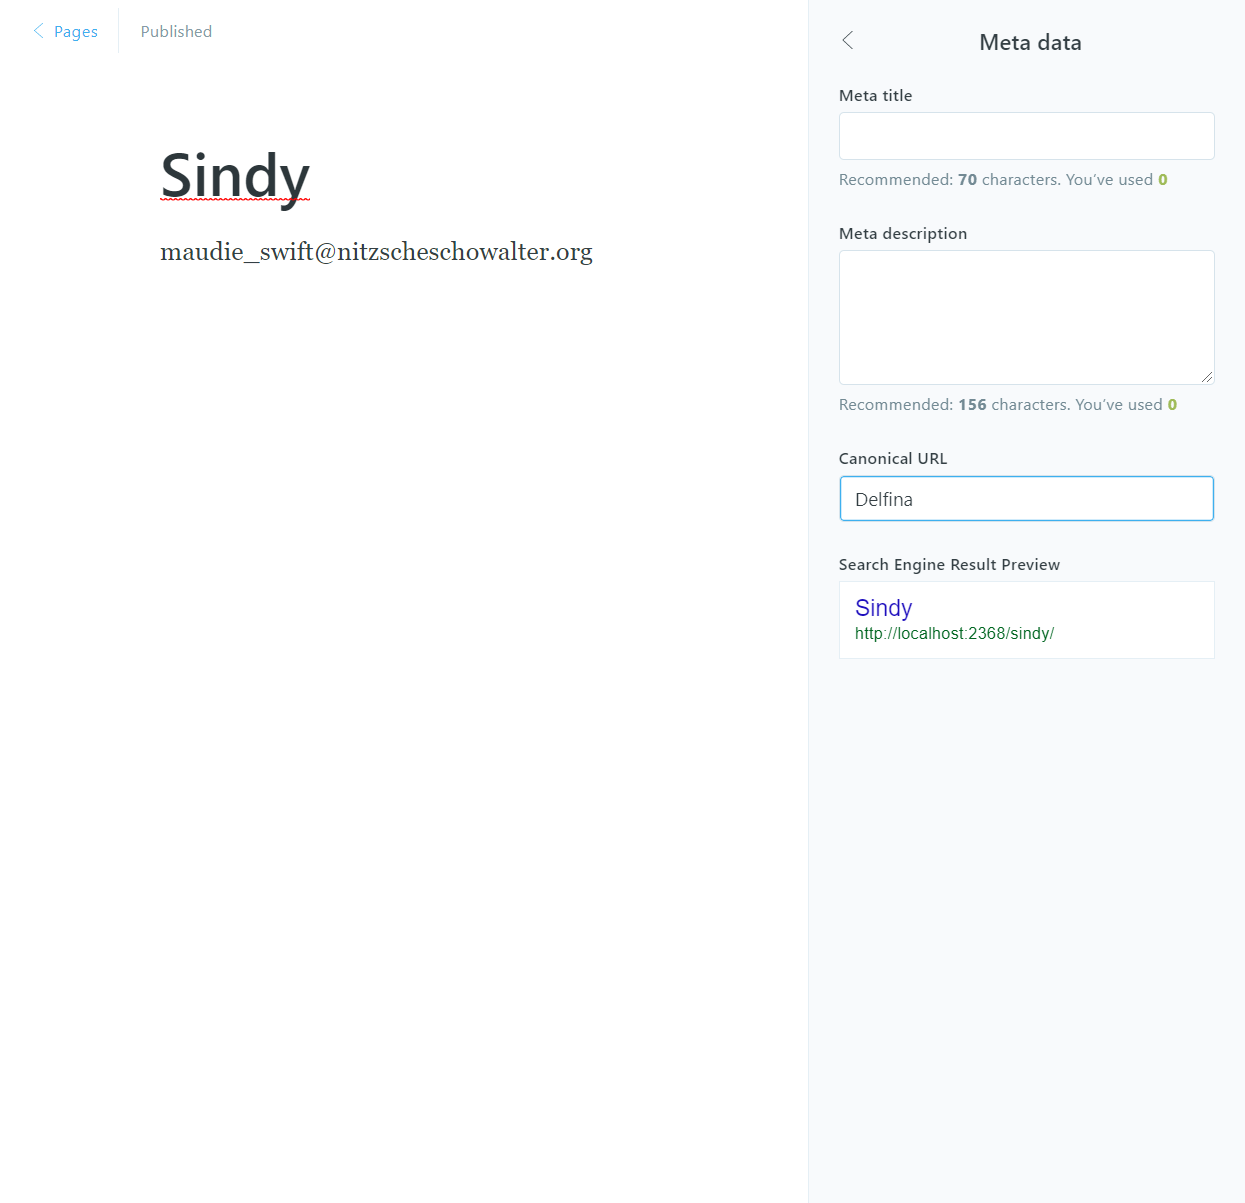 Pages
Published
Sindy
maudie_swift@nitzscheschowalter.org
Meta data
Meta title
Recommended: 70 characters. You’ve used 0
Meta description
Recommended: 156 characters. You’ve used 0
Canonical URL
Delfina
Search Engine Result Preview
Sindy
http://localhost:2368/sindy/